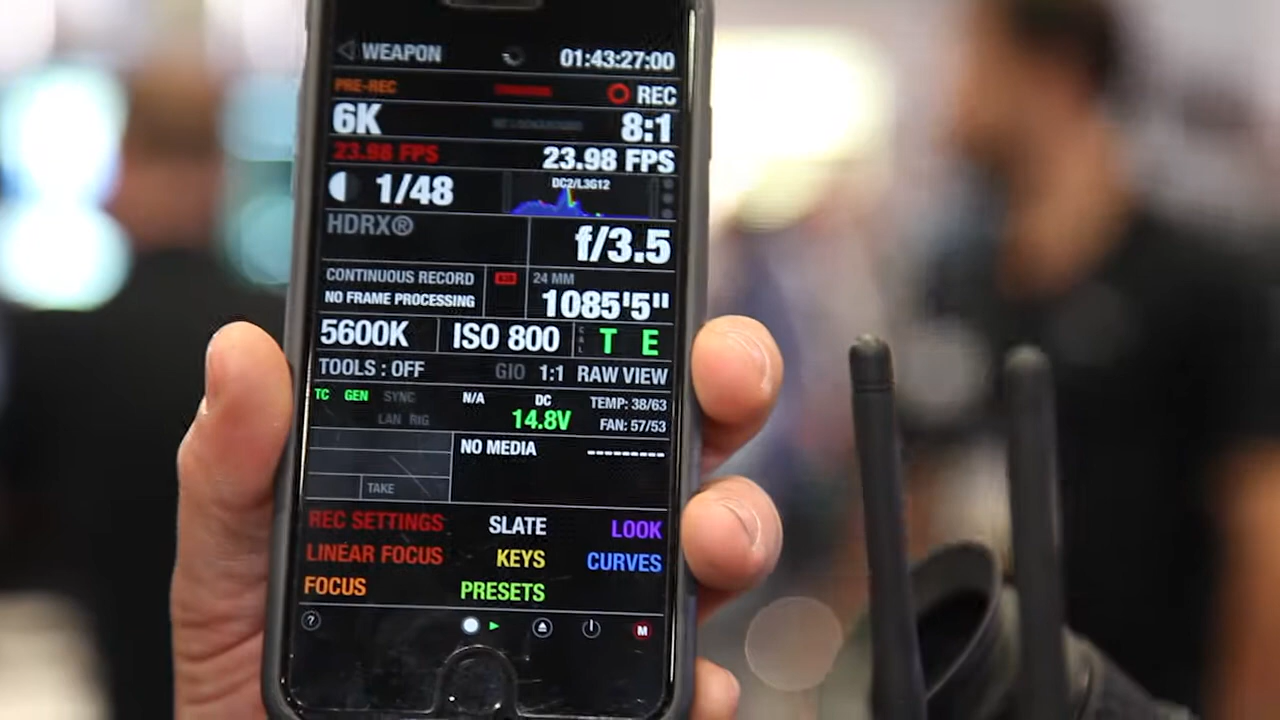 WEAPON 01:43:27:00
PRE-REC REC
6K 8:1
23.98 FPS 23.98 FPS
1/48 DC2/L3G12
HDRX® f/3.5
CONTINUOUS RECORD 24 MM
NO FRAME PROCESSING 1085'5"
5600K ISO 800 CAL T E
TOOLS : OFF GIO 1:1 RAW VIEW
TC GEN SYNC N/A DC TEMP: 38/63
LAN RIG 14.8V FAN: 57/53
NO MEDIA ---------
TAKE
REC SETTINGS SLATE LOOK
LINEAR FOCUS KEYS CURVES
FOCUS PRESETS
? M